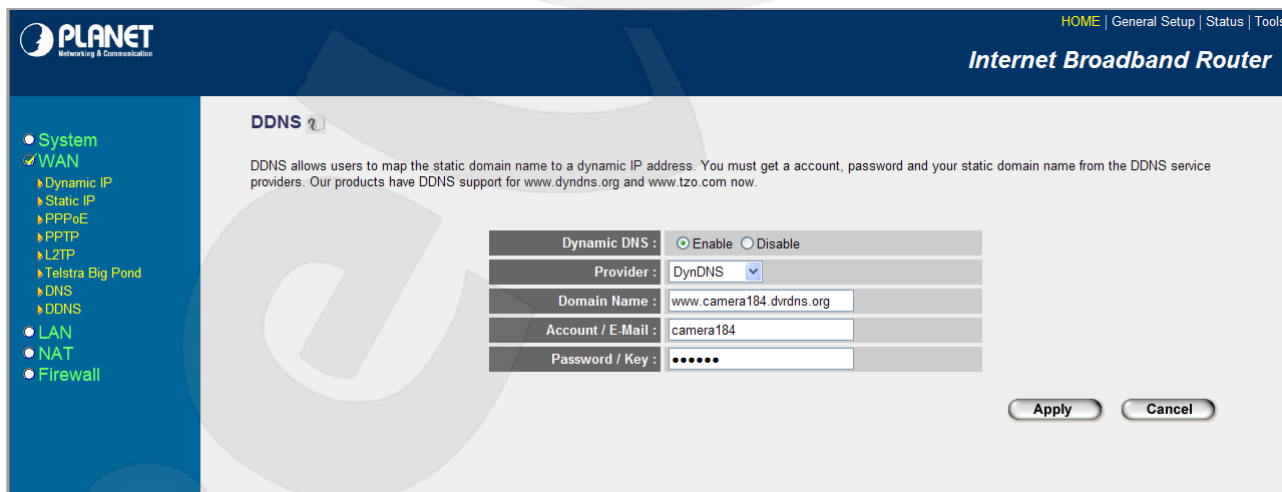 PLANET
Networking & Communication
HOME | General Setup | Status | Tools
Internet Broadband Router
System
WAN
Dynamic IP
Static IP
PPPoE
PPTP
L2TP
Telstra Big Pond
DNS
DDNS
LAN
NAT
Firewall
DDNS
DDNS allows users to map the static domain name to a dynamic IP address. You must get a account, password and your static domain name from the DDNS service
providers. Our products have DDNS support for www.dyndns.org and www.tzo.com now.
Dynamic DNS : Enable Disable
Provider : DynDNS
Domain Name : www.camera184.dvrdns.org
Account / E-Mail : camera184
Password / Key : ●●●●●●
Apply Cancel